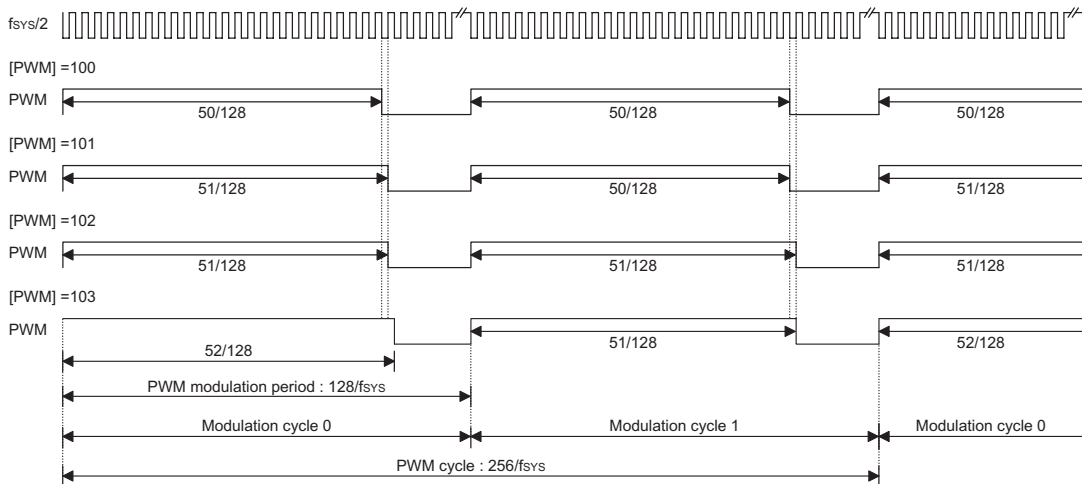 fSYS/2
[PWM] =100
PWM
50/128 50/128 50/128
[PWM] =101
PWM
51/128 50/128 51/128
[PWM] =102
PWM
51/128 51/128 51/128
[PWM] =103
PWM
52/128 51/128 52/128
PWM modulation period : 128/fSYS
Modulation cycle 0 Modulation cycle 1 Modulation cycle 0
PWM cycle : 256/fSYS